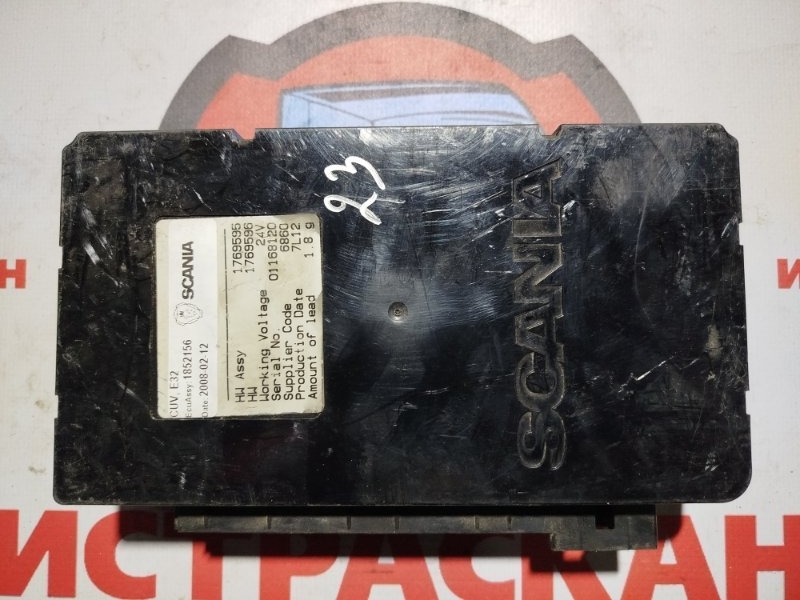 CUV, E32
EcuAssy: 1852156
Date: 2008-02-12
SCANIA
HW Assy 1769595
HW 1769596
Working Voltage 24V
Serial No. 01168120
Supplier Code 6860
Production Date 7L12
Amount of lead 1.8 g
23
SCANIA
ИСТРАСКАН